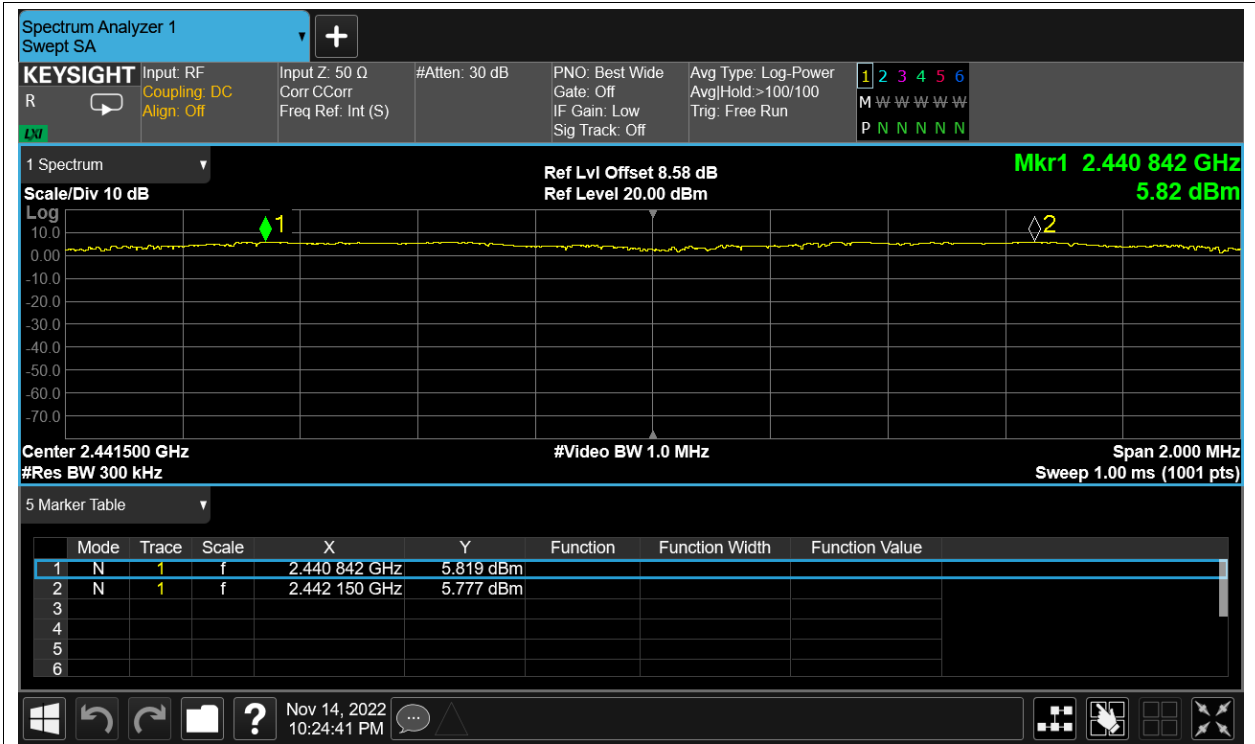 Spectrum Analyzer 1
Swept SA
KEYSIGHT Input: RF Input Z: 50 Ω #Atten: 30 dB PNO: Best Wide Avg Type: Log-Power 1 2 3 4 5 6
R Coupling: DC Corr CCorr Gate: Off Avg|Hold:>100/100 M W W W W W
Align: Off Freq Ref: Int (S) IF Gain: Low Trig: Free Run
LXI Sig Track: Off P N N N N N
1 Spectrum Ref Lvl Offset 8.58 dB Mkr1 2.440 842 GHz
Scale/Div 10 dB Ref Level 20.00 dBm 5.82 dBm
Log
1 2
10.0
0.00
-10.0
-20.0
-30.0
-40.0
-50.0
-60.0
-70.0
Center 2.441500 GHz #Video BW 1.0 MHz Span 2.000 MHz
#Res BW 300 kHz Sweep 1.00 ms (1001 pts)
5 Marker Table
Mode Trace Scale X Y Function Function Width Function Value
1 N 1 f 2.440 842 GHz 5.819 dBm
2 N 1 f 2.442 150 GHz 5.777 dBm
3
4
5
6
? Nov 14, 2022
10:24:41 PM